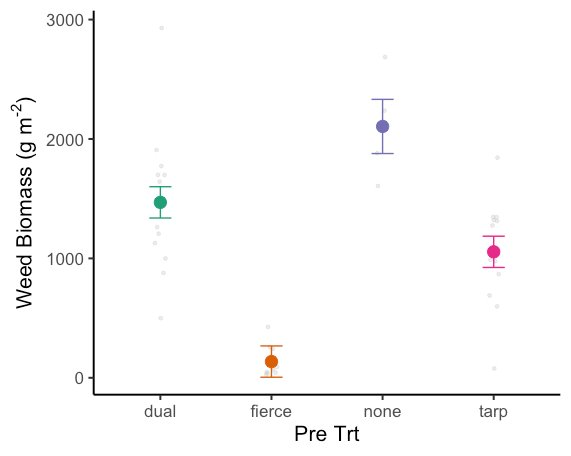 3000
2000
1000
0
Weed Biomass (g m-2)
dual fierce none tarp
Pre Trt